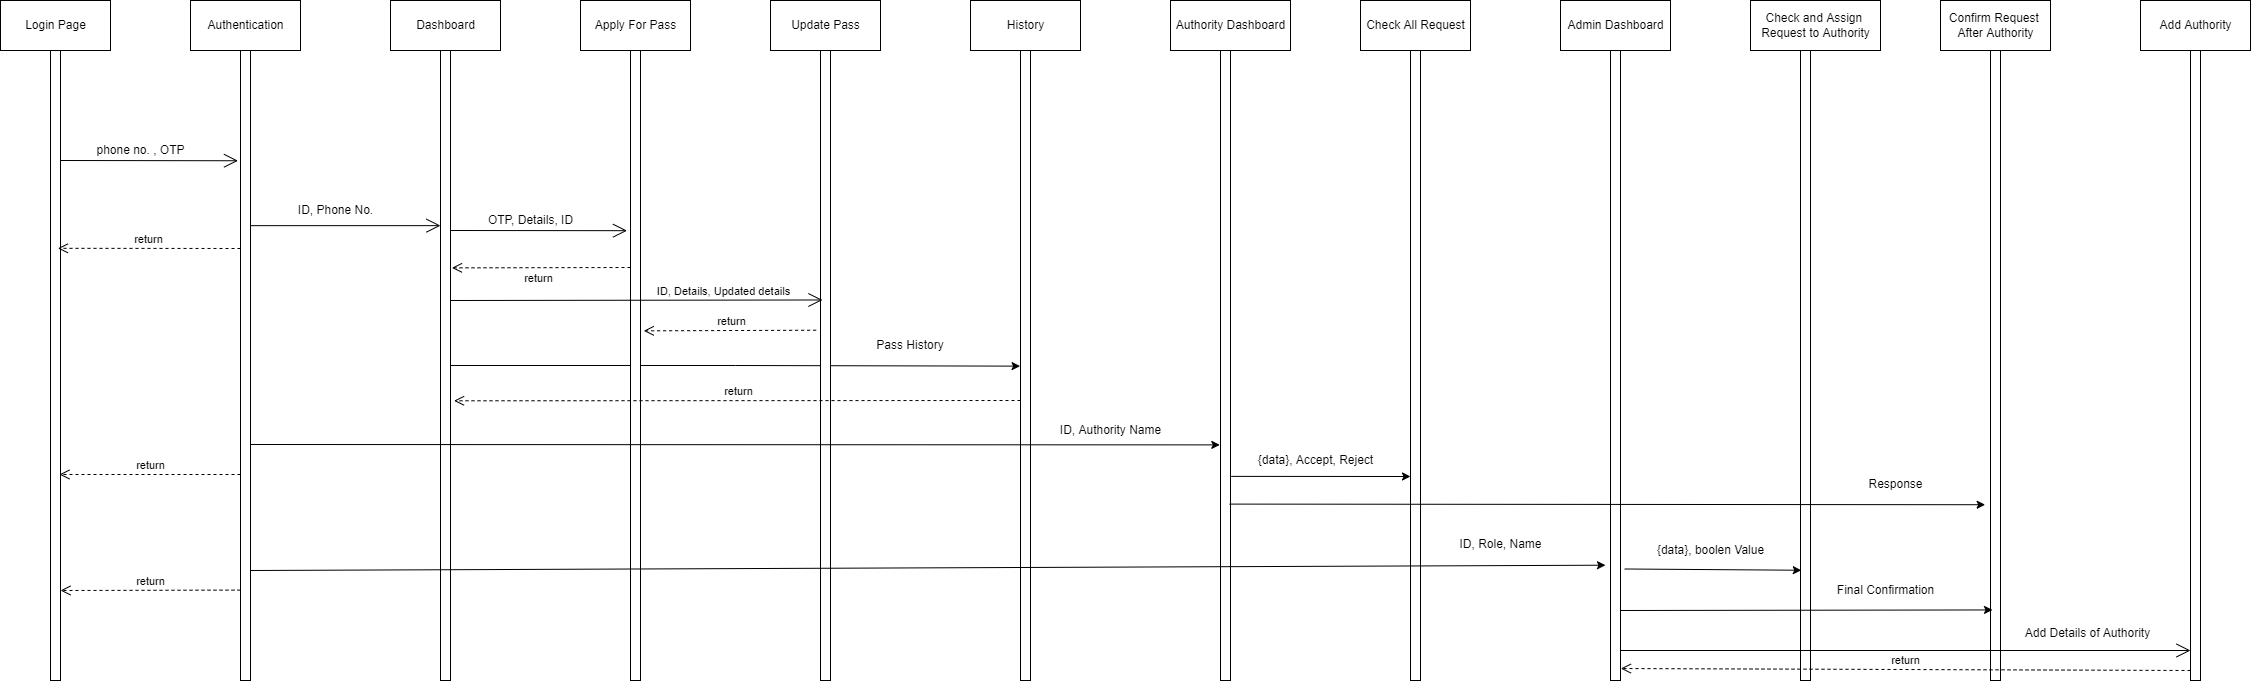 Login Page
Authentication
Dashboard
Apply For Pass
Update Pass
History
Authority Dashboard
Check All Request
Admin Dashboard
Check and Assign
Request to Authority
Confirm Request
After Authority
Add Authority
phone no. , OTP
ID, Phone No.
OTP, Details, ID
return
return
ID, Details, Updated details
return
Pass History
return
ID, Authority Name
return
{data}, Accept, Reject
Response
ID, Role, Name
{data}, boolen Value
return
Final Confirmation
Add Details of Authority
return